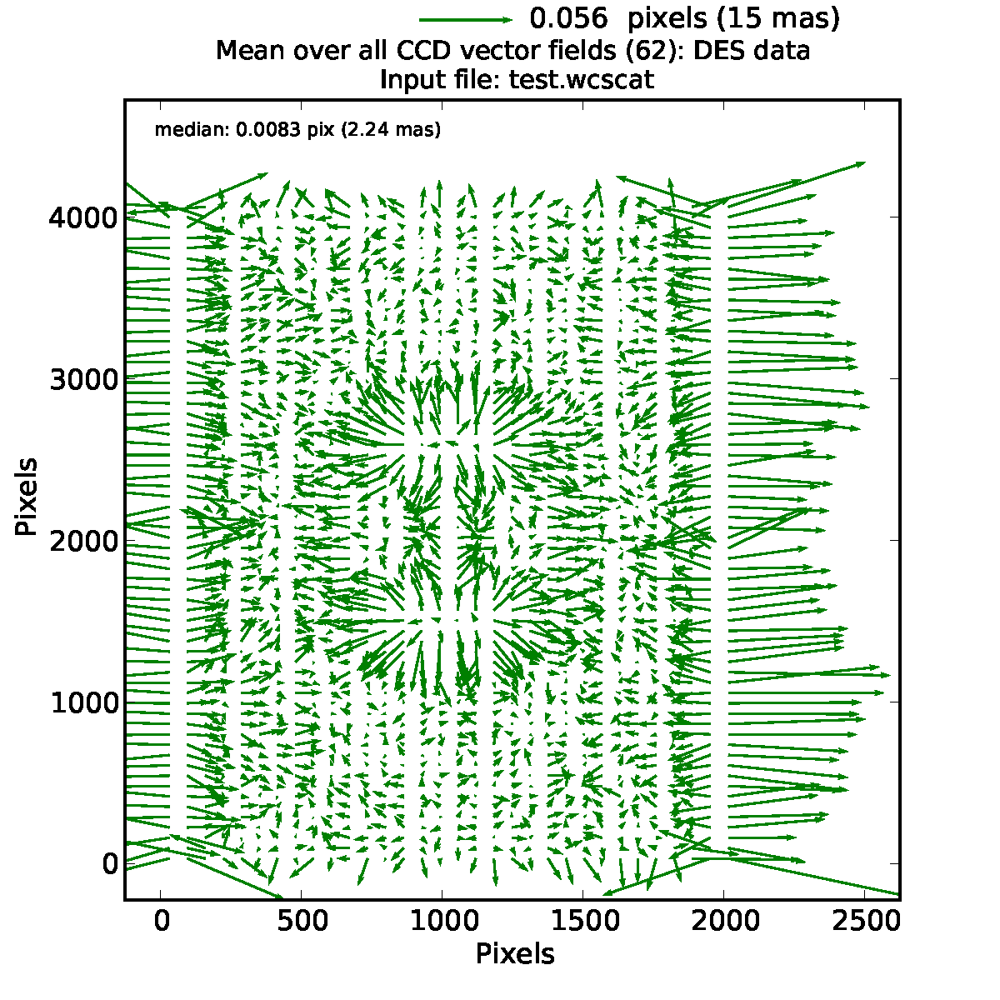 0.056 pixels (15 mas)
Mean over all CCD vector fields (62): DES data
Input file: test.wcscat
median: 0.0083 pix (2.24 mas)
4000
3000
2000
1000
0
Pixels
0 500 1000 1500 2000 2500
Pixels